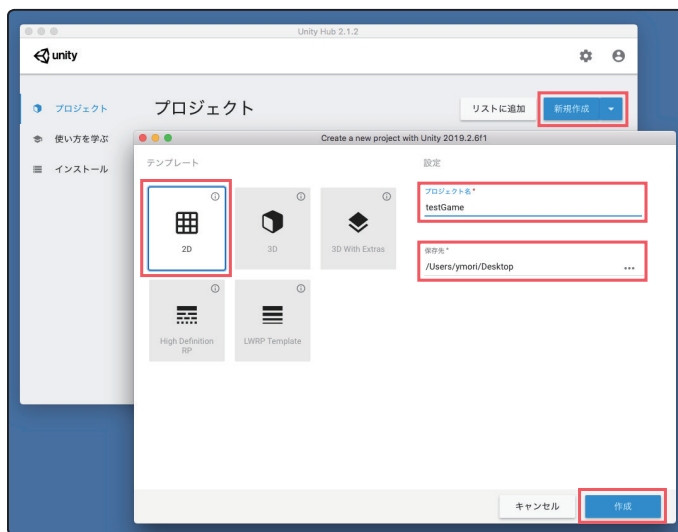 Unity Hub 2.1.2
unity
プロジェクト
使い方を学ぶ
インストール
プロジェクト
リストに追加
新規作成
Create a new project with Unity 2019.2.6f1
テンプレート
2D
3D
3D With Extras
High Definition
RP
LWRP Template
設定
プロジェクト名*
testGame
保存先*
/Users/ymori/Desktop
キャンセル
作成